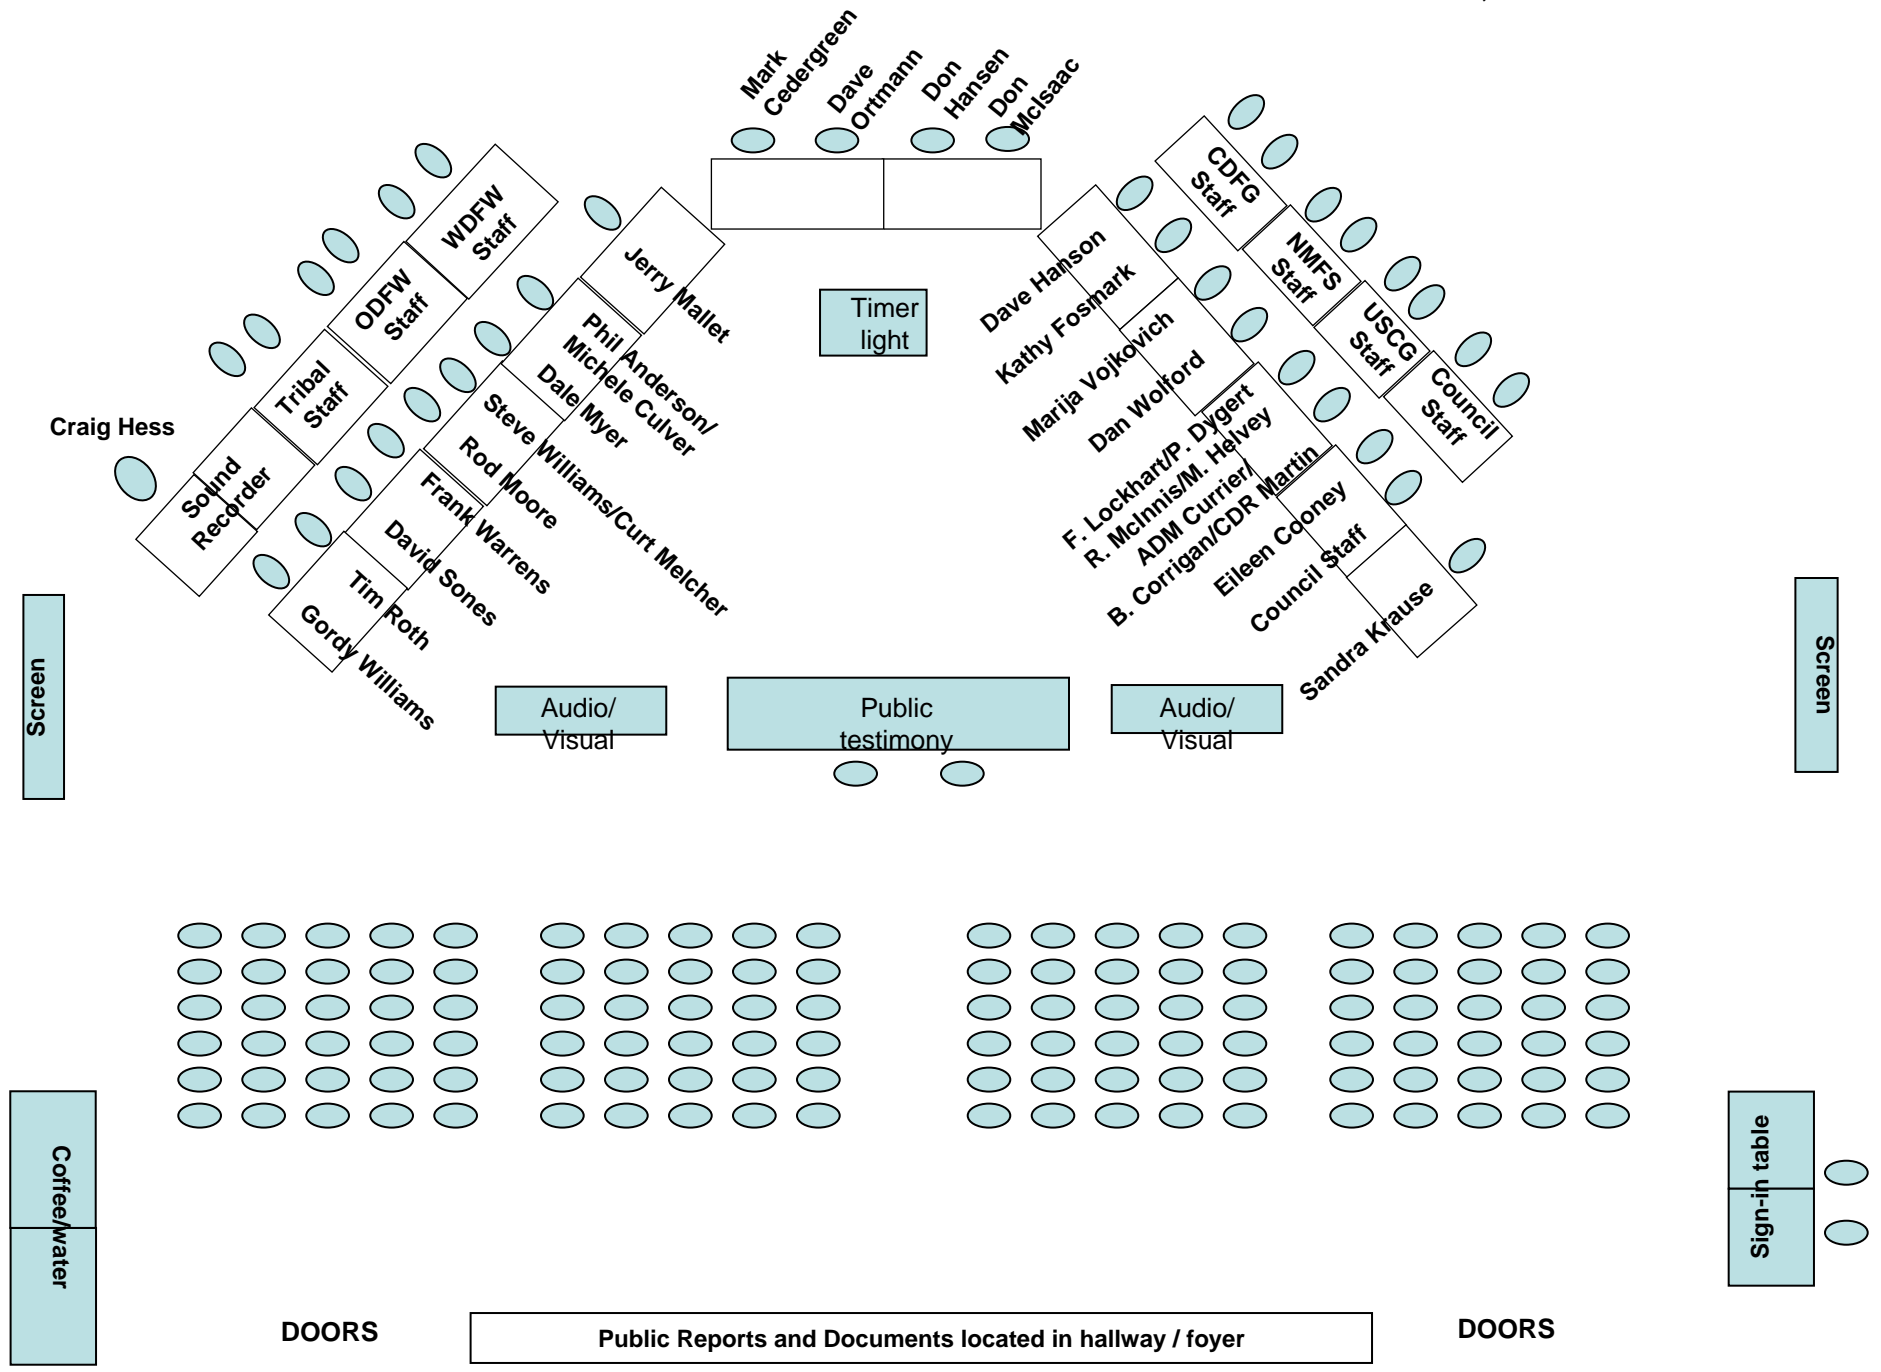 Mark
Cedergreen
Dave
Ortmann
Don
Hansen
Don
McIsaac
WDFW
Staff
ODFW
Staff
Tribal
Staff
Sound
Recorder
Craig Hess
Jerry Mallet
Phil Anderson/
Michele Culver
Dale Myer
Steve Williams/Curt Melcher
Rod Moore
Frank Warrens
David Sones
Tim Roth
Gordy Williams
Timer
light
CDFG
Staff
NMFS
Staff
USCG
Staff
Council
Staff
Dave Hanson
Kathy Fosmark
Marija Vojkovich
Dan Wolford
F. Lockhart/P. Dygert
R. McInnis/M. Helvey
ADM Currier/
B. Corrigan/CDR Martin
Eileen Cooney
Council Staff
Sandra Krause
Screen
Audio/
Visual
Public
testimony
Audio/
Visual
Screen
Coffee/water
Sign-in table
DOORS
Public Reports and Documents located in hallway / foyer
DOORS